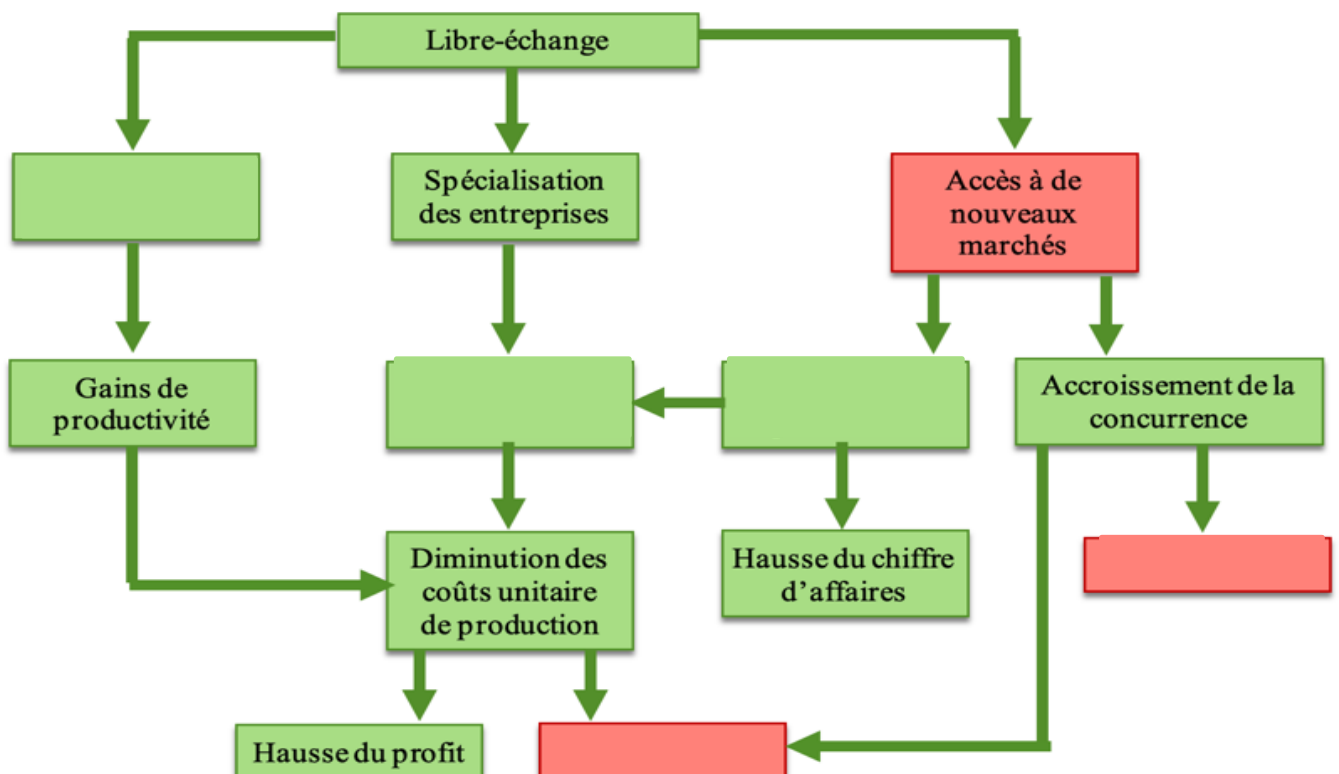 Libre-échange
Spécialisation
des entreprises
Accès à de
nouveaux
marchés
Gains de
productivité
Accroissement de la
concurrence
Diminution des
coûts unitaire
de production
Hausse du chiffre
d’affaires
Hausse du profit